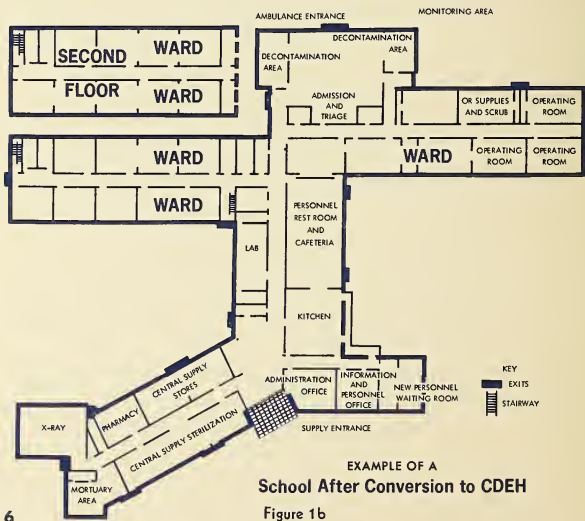 AMBULANCE ENTRANCE
MONITORING AREA
DECONTAMINATION
AREA
DECONTAMINATION
AREA
SECOND
FLOOR
WARD
WARD
ADMISSION
AND
TRIAGE
OR SUPPLIES
AND SCRUB
OPERATING
ROOM
WARD
WARD
WARD
OPERATING
ROOM
OPERATING
ROOM
PERSONNEL
REST ROOM
AND
CAFETERIA
LAB
KITCHEN
ADMINISTRATION
OFFICE
INFORMATION
AND
PERSONNEL
OFFICE
NEW PERSONNEL
WAITING ROOM
KEY
EXITS
STAIRWAY
CENTRAL SUPPLY
STORES
PHARMACY
X-RAY
CENTRAL SUPPLY STERILIZATION
SUPPLY ENTRANCE
MORTUARY
AREA
EXAMPLE OF A
School After Conversion to CDEH
Figure 1b
6